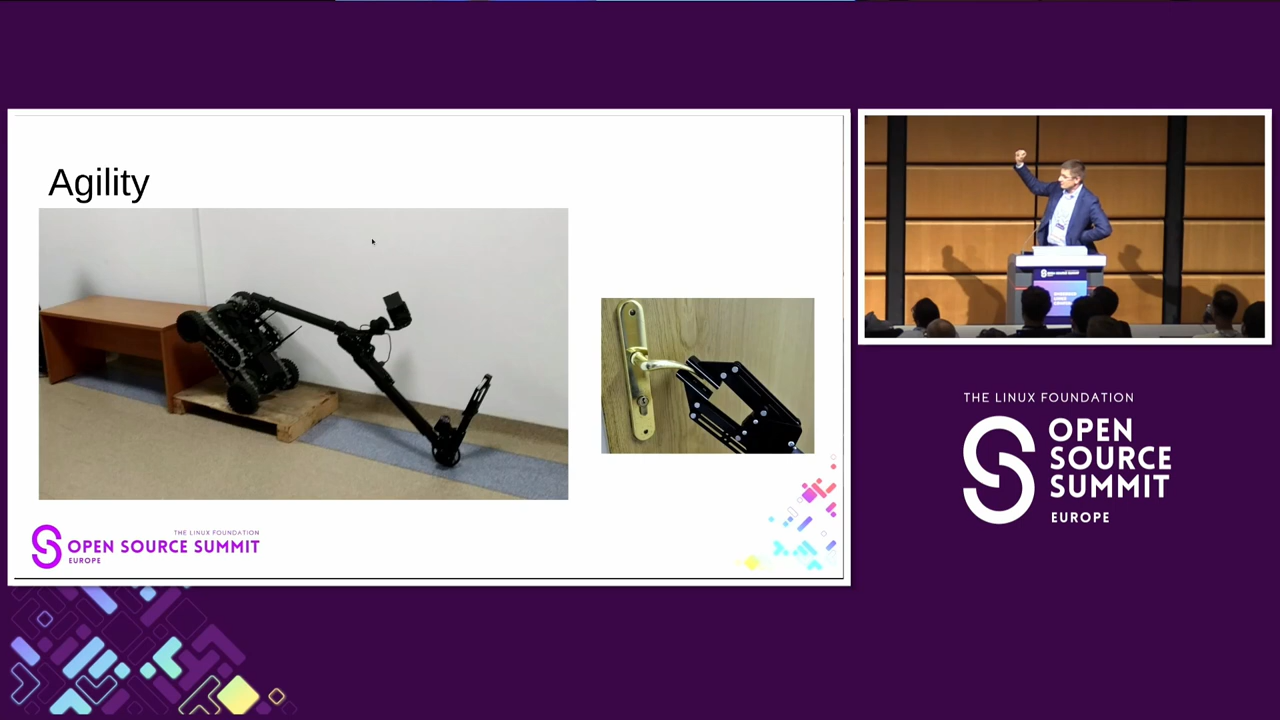 Agility
THE LINUX FOUNDATION
OPEN SOURCE SUMMIT
EUROPE
THE LINUX FOUNDATION
OPEN
SOURCE
SUMMIT
EUROPE